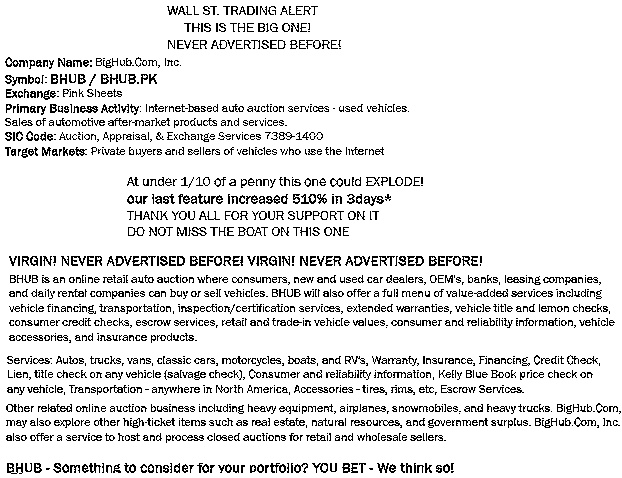 WALL ST. TRADING ALERT
THIS IS THE BIG ONE!
NEVER ADVERTISED BEFORE!
Company Name: BigHub.Com, Inc.
Symbol: BHUB / BHUB.PK
Exchange: Pink Sheets
Primary Business Activity: Internet-based auto auction services - used vehicles.
Sales of automotive after-market products and services.
SIC Code: Auction, Appraisal, & Exchange Services 7389-1400
Target Markets: Private buyers and sellers of vehicles who use the Internet
At under 1/10 of a penny this one could EXPLODE!
our last feature increased 510% in 3days*
THANK YOU ALL FOR YOUR SUPPORT ON IT
DO NOT MISS THE BOAT ON THIS ONE
VIRGIN! NEVER ADVERTISED BEFORE! VIRGIN! NEVER ADVERTISED BEFORE!
BHUB is an online retail auto auction where consumers, new and used car dealers, OEM's, banks, leasing companies,
and daily rental companies can buy or sell vehicles. BHUB will also offer a full menu of value-added services including
vehicle financing, transportation, inspection/certification services, extended warranties, vehicle title and lemon checks,
consumer credit checks, escrow services, retail and trade-in vehicle values, consumer and reliability information, vehicle
accessories, and insurance products.
Services: Autos, trucks, vans, classic cars, motorcycles, boats, and RV's, Warranty, Insurance, Financing, Credit Check,
Lien, title check on any vehicle (salvage check), Consumer and reliability information, Kelly Blue Book price check on
any vehicle, Transportation - anywhere in North America, Accessories - tires, rims, etc, Escrow Services.
Other related online auction business including heavy equipment, airplanes, snowmobiles, and heavy trucks. BigHub.Com,
may also explore other high-ticket items such as real estate, natural resources, and government surplus. BigHub.Com, Inc.
also offer a service to host and process closed auctions for retail and wholesale sellers.
BHUB - Something to consider for your portfolio? YOU BET - We think so!